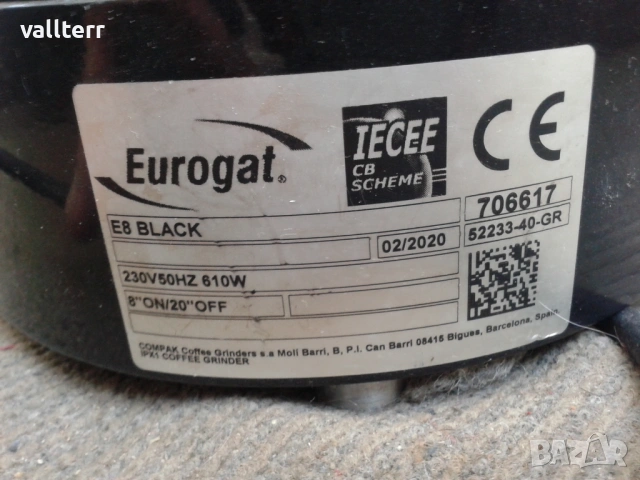 vallterr
Eurogat®
IECEE
CB
SCHEME
CE
E8 BLACK
706617
02/2020
52233-40-GR
230V50HZ 610W
8"ON/20"OFF
COMPAK Coffee Grinders s.a Molí Barri, B, P.I. Can Barri 08415 Bigues, Barcelona, Spain
IPX1 COFFEE GRINDER
BAZAR